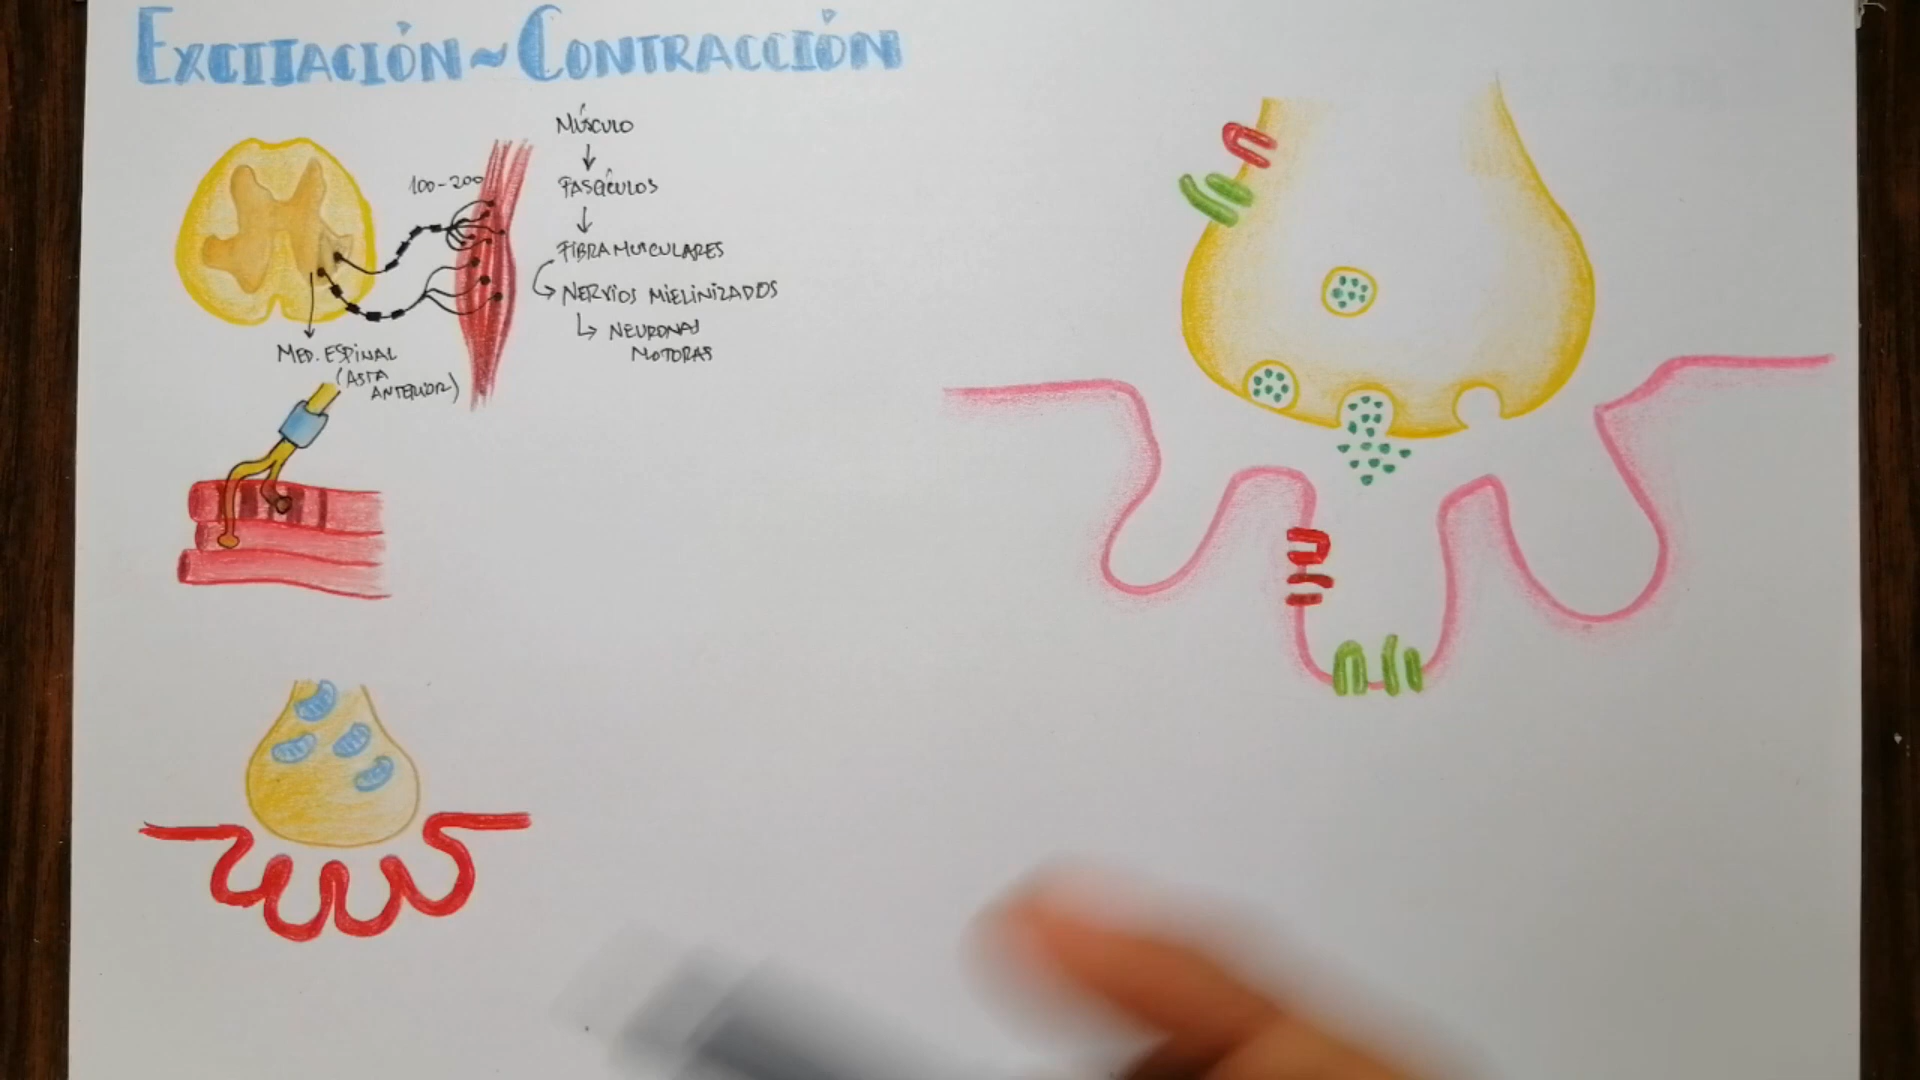 EXCITACIÓN~CONTRACCIÓN
MÚSCULO
100-200
FASCÍCULOS
FIBRA MUSCULARES
NERVIOS MIELINIZADOS
NEURONAS
MOTORAS
MED. ESPINAL
(ASTA
ANTERIOR)